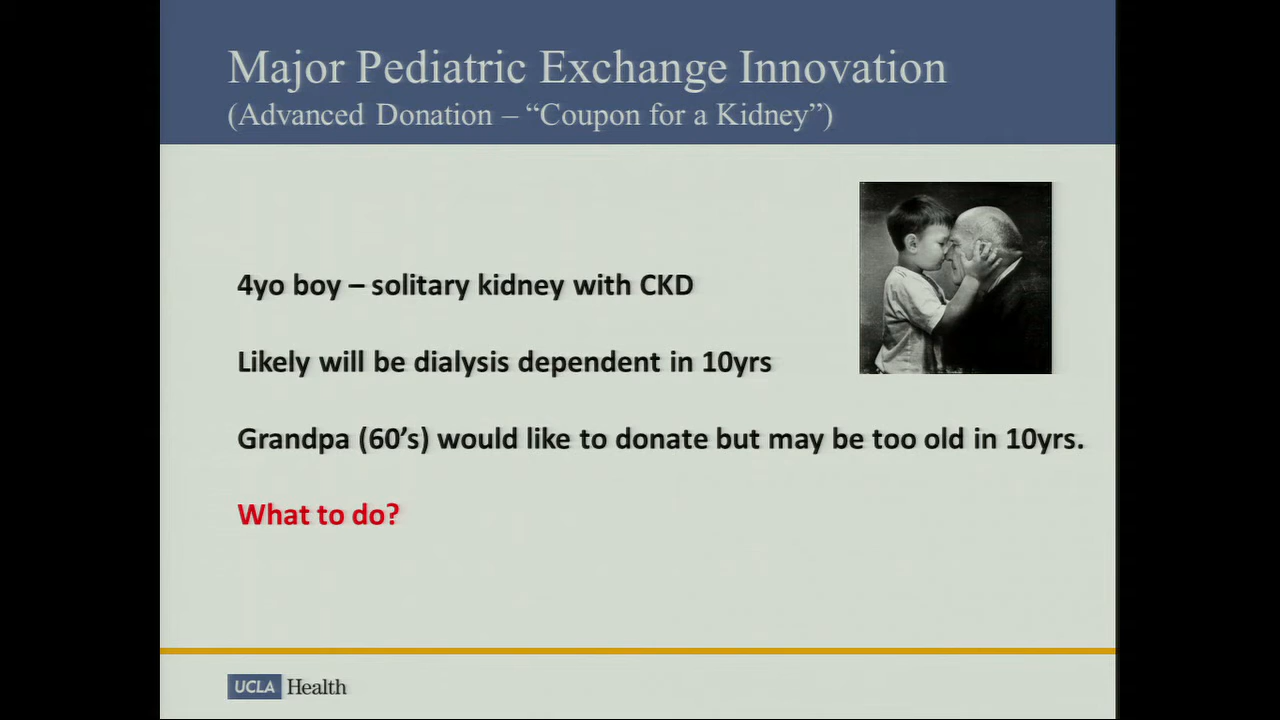 Major Pediatric Exchange Innovation
(Advanced Donation – “Coupon for a Kidney”)
4yo boy – solitary kidney with CKD
Likely will be dialysis dependent in 10yrs
Grandpa (60’s) would like to donate but may be too old in 10yrs.
What to do?
UCLA Health